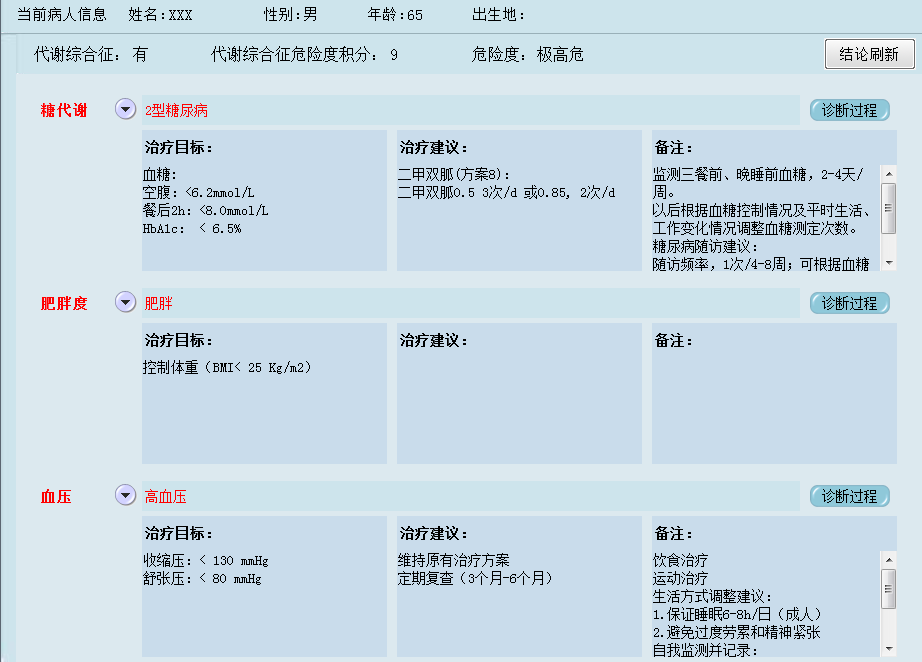 当前病人信息 姓名:XXX 性别:男 年龄:65 出生地:
代谢综合征: 有 代谢综合征危险度积分: 9 危险度: 极高危 结论刷新
糖代谢 2型糖尿病 诊断过程
治疗目标:
血糖:
空腹: <6.2mmol/L
餐后2h: <8.0mmol/L
HbA1c: < 6.5%
治疗建议:
二甲双胍(方案8):
二甲双胍0.5 3次/d 或0.85, 2次/d
备注:
监测三餐前、晚睡前血糖, 2-4天/
周。
以后根据血糖控制情况及平时生活、
工作变化情况调整血糖测定次数。
糖尿病随访建议:
随访频率, 1次/4-8周; 可根据血糖
肥胖度 肥胖 诊断过程
治疗目标:
控制体重（BMI< 25 Kg/m2）
治疗建议:
备注:
血压 高血压 诊断过程
治疗目标:
收缩压: < 130 mmHg
舒张压: < 80 mmHg
治疗建议:
维持原有治疗方案
定期复查（3个月-6个月）
备注:
饮食治疗
运动治疗
生活方式调整建议:
1.保证睡眠6-8h/日（成人）
2.避免过度劳累和精神紧张
自我监测并记录: